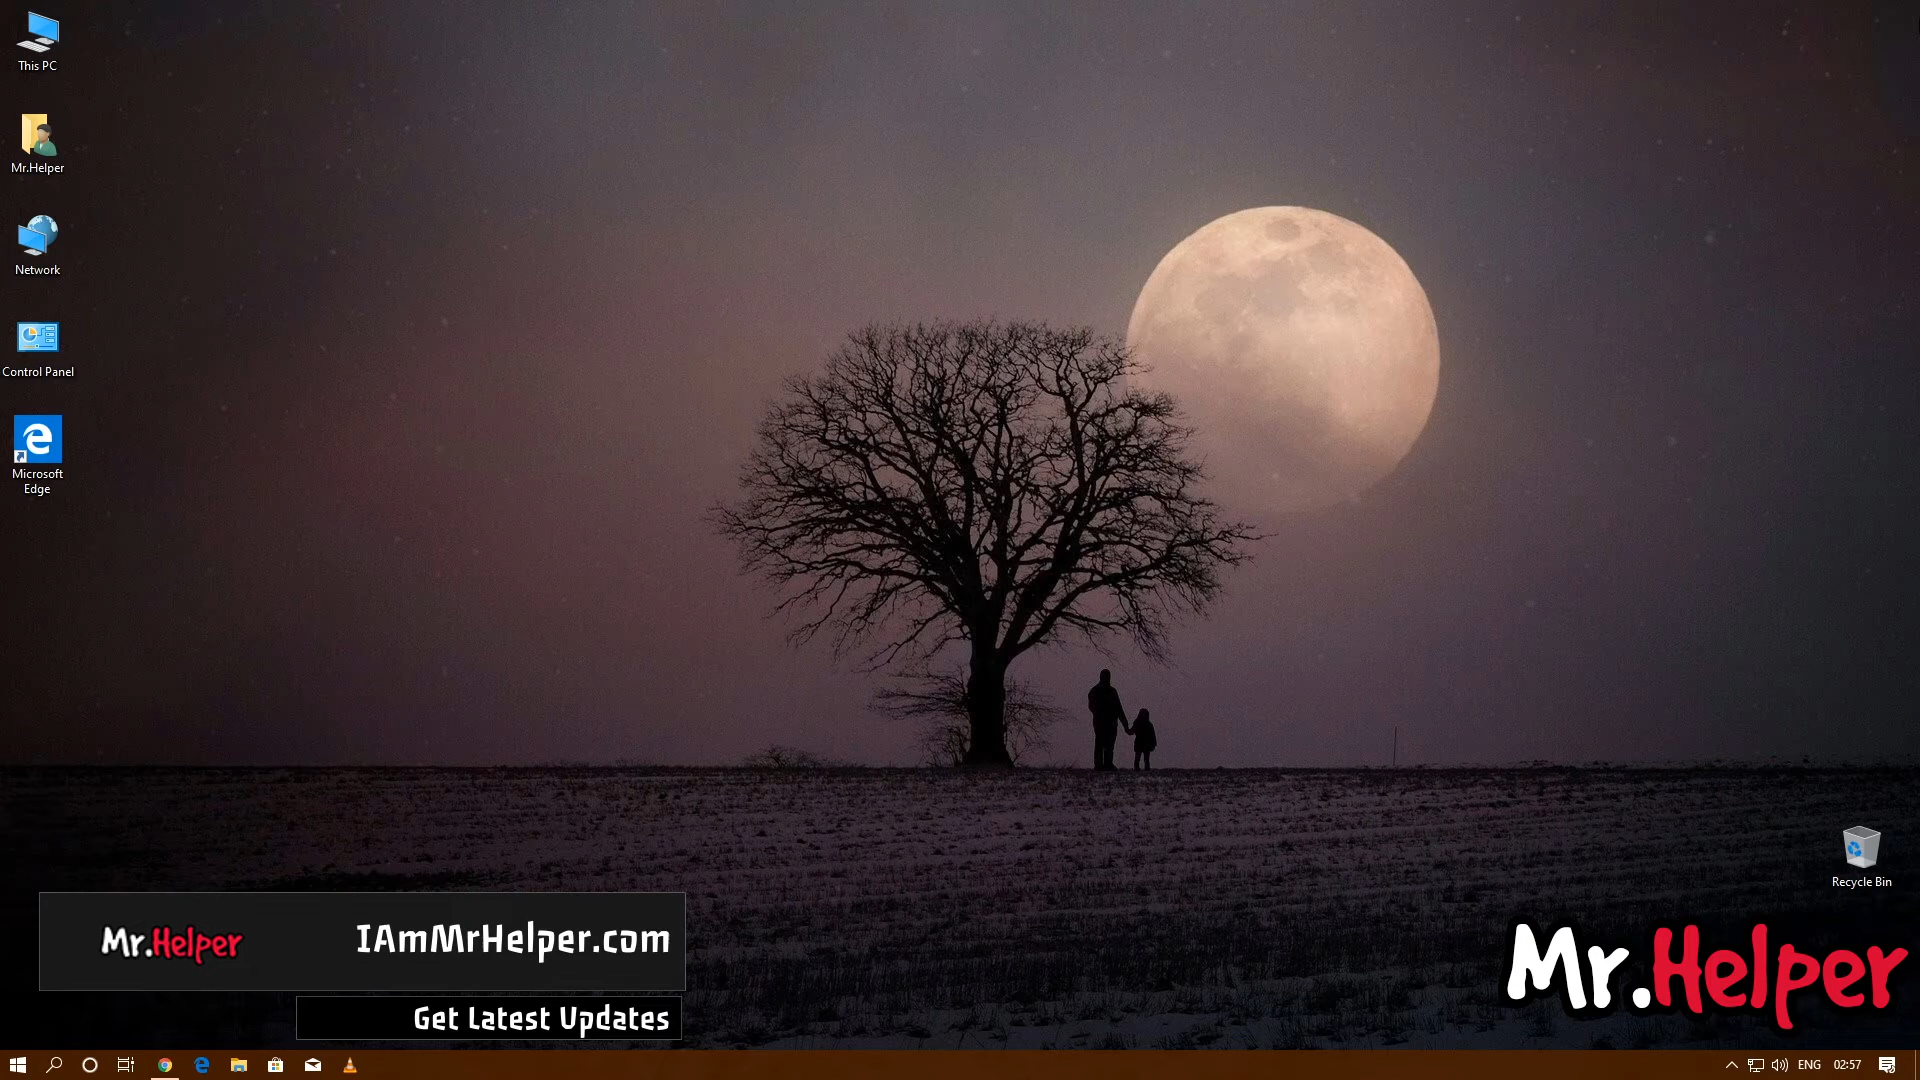 This PC
Mr.Helper
Network
Control Panel
Microsoft
Edge
Recycle Bin
Mr.Helper
IAmMrHelper.com
Get Latest Updates
Mr.Helper
ENG
02:57